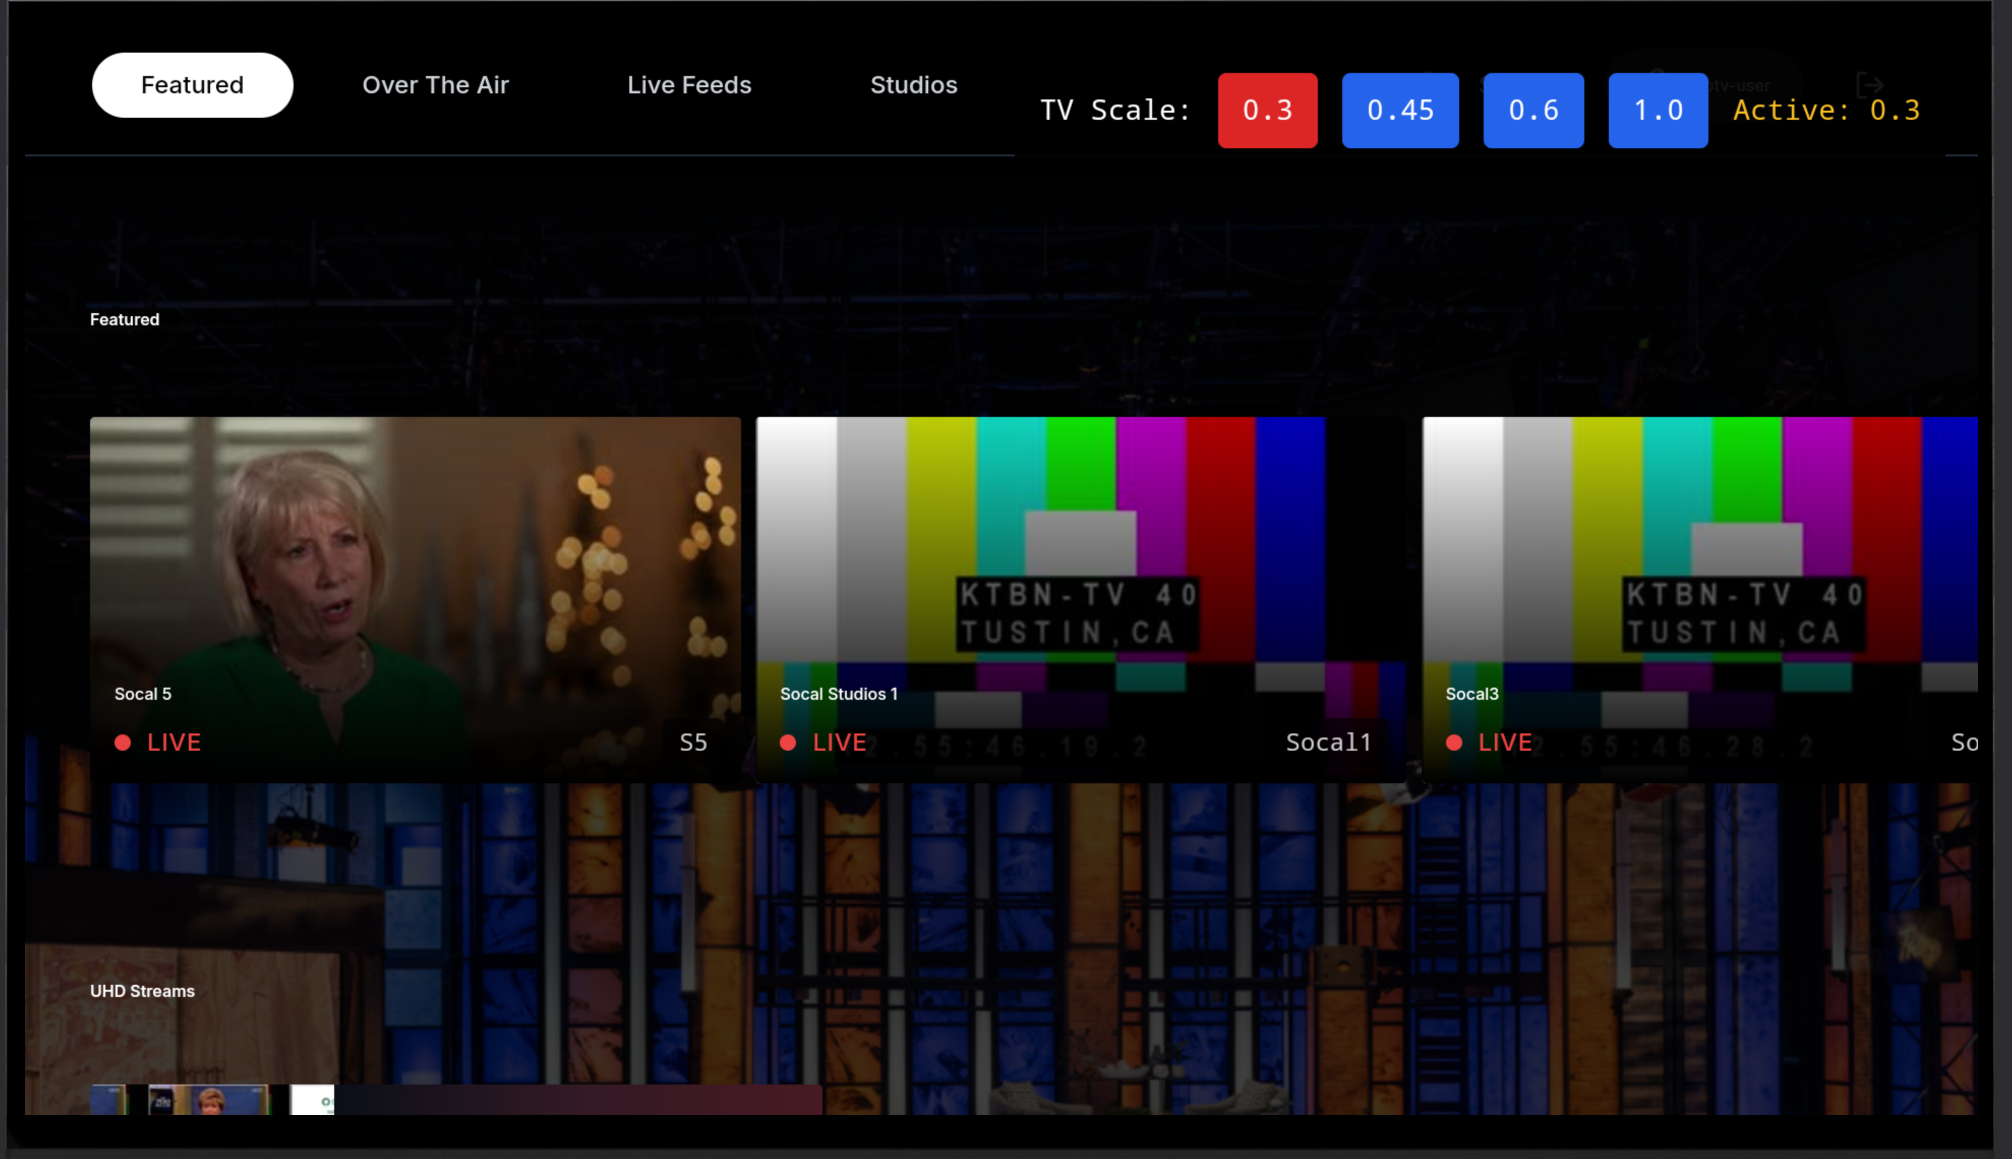 Featured
Over The Air
Live Feeds
Studios
TV Scale:
0.3
0.45
0.6
1.0
Active: 0.3
Featured
KTBN-TV 40
TUSTIN,CA
KTBN-TV 40
TUSTIN,CA
Socal 5
Socal Studios 1
Socal3
LIVE
S5
LIVE
Socal1
LIVE
So
UHD Streams